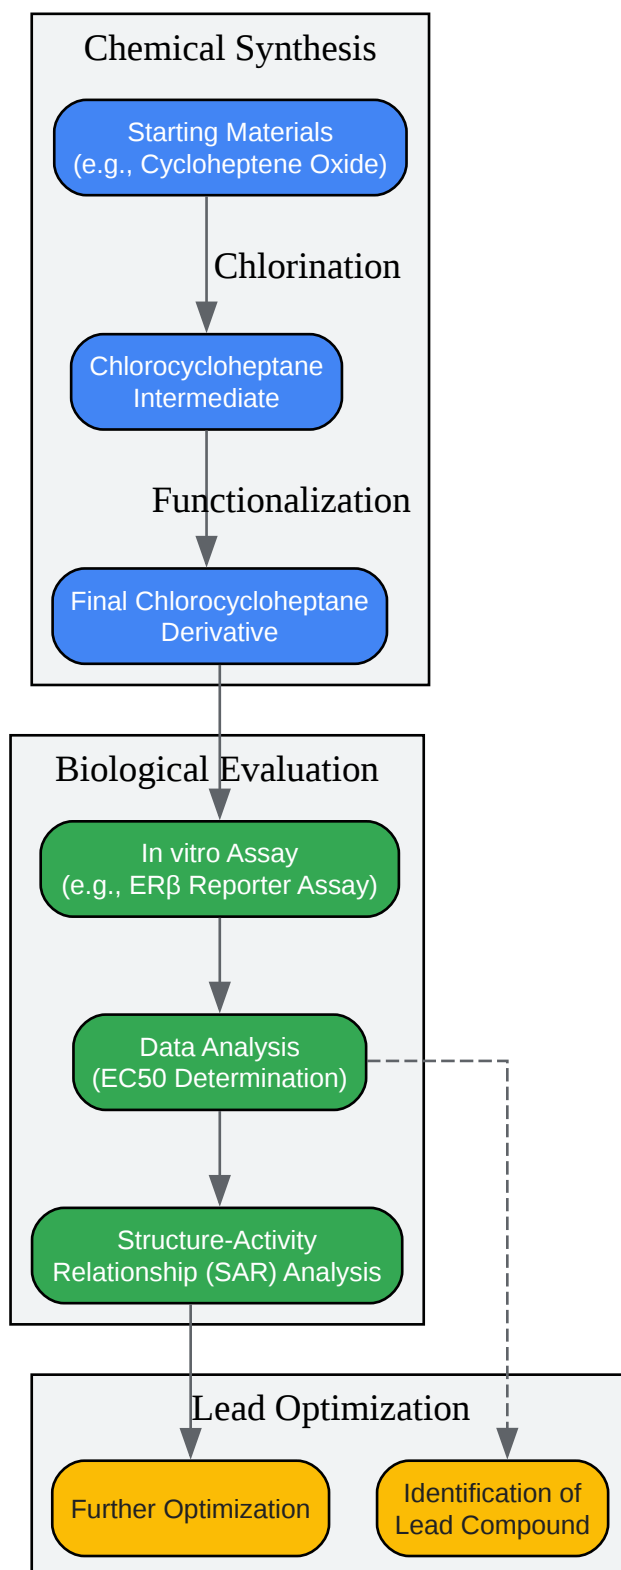 Chemical Synthesis
Starting Materials
(e.g., Cycloheptene Oxide)
Chlorination
Chlorocycloheptane
Intermediate
Functionalization
Final Chlorocycloheptane
Derivative
Biological Evaluation
In vitro Assay
(e.g., ERβ Reporter Assay)
Data Analysis
(EC50 Determination)
Structure-Activity
Relationship (SAR) Analysis
Lead Optimization
Further Optimization
Identification of
Lead Compound